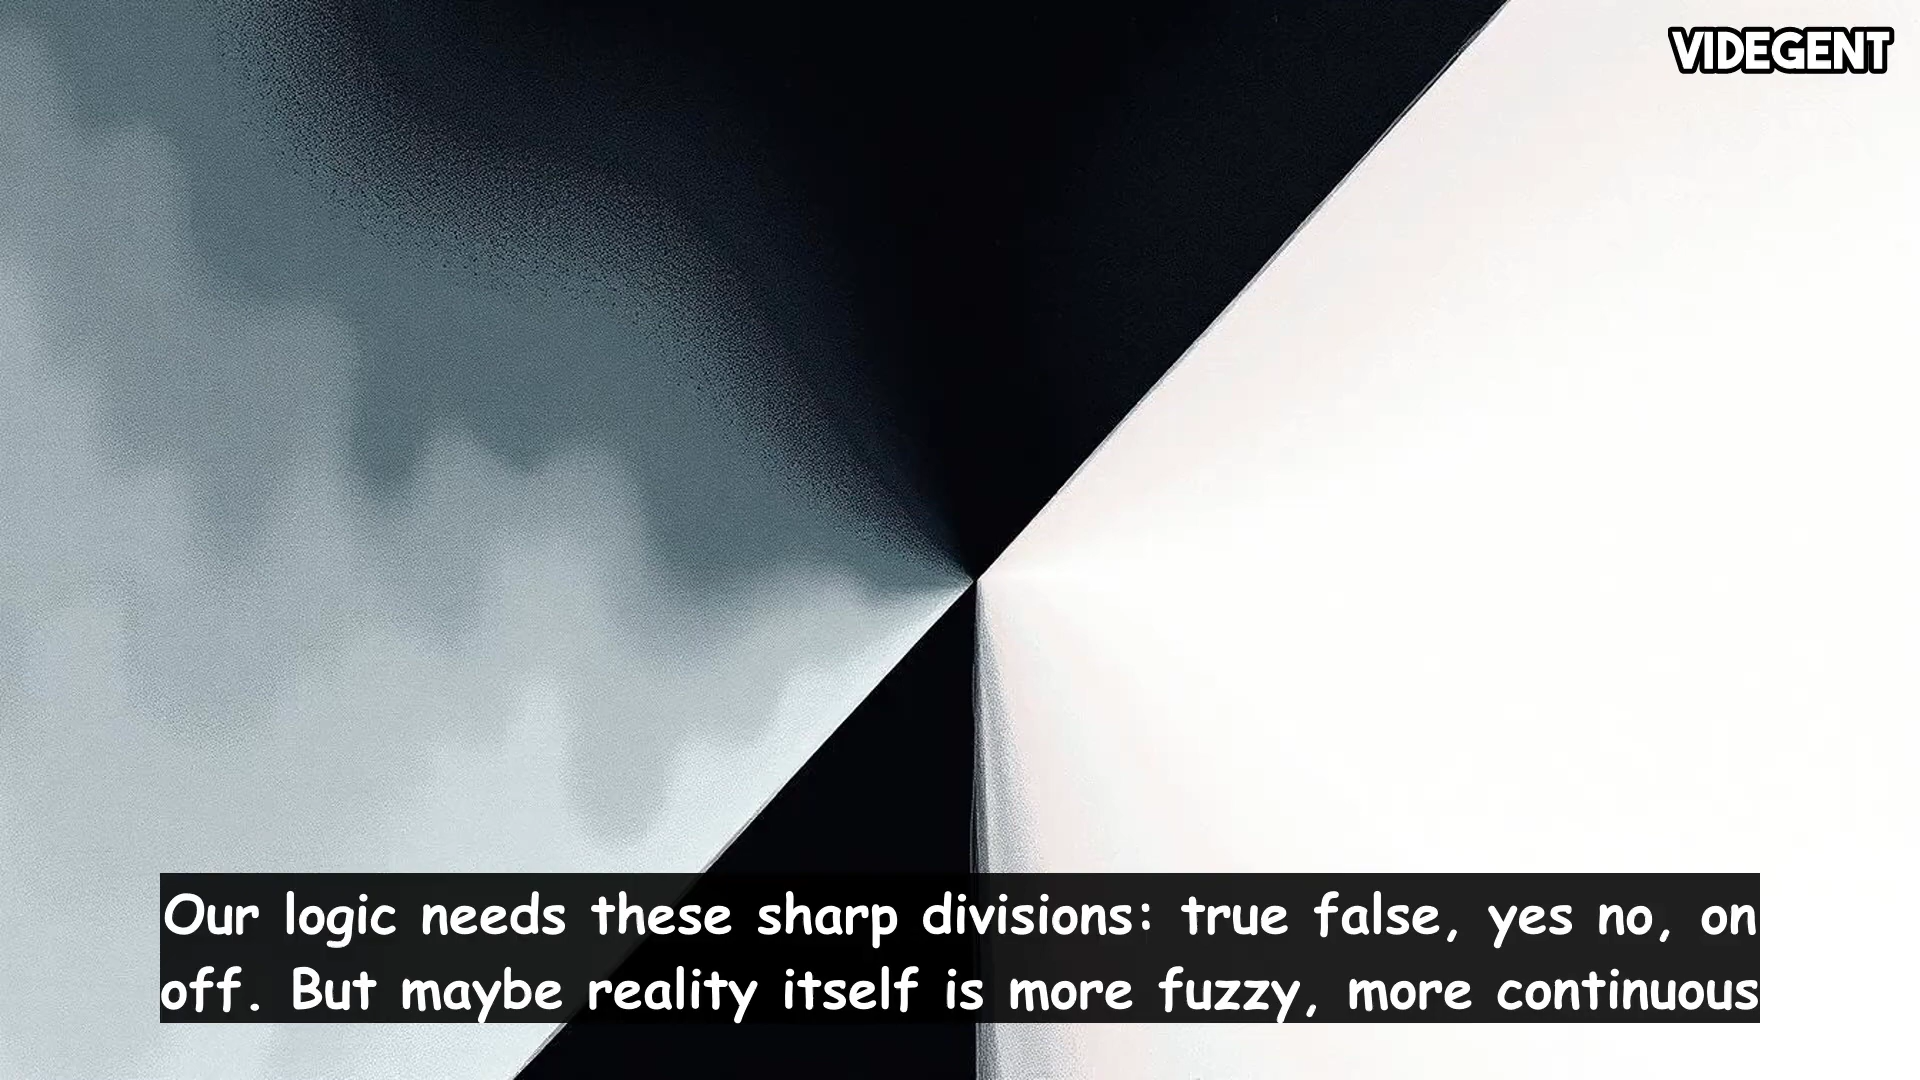 VIDEGENT
Our logic needs these sharp divisions: true false, yes no, on
off. But maybe reality itself is more fuzzy, more continuous